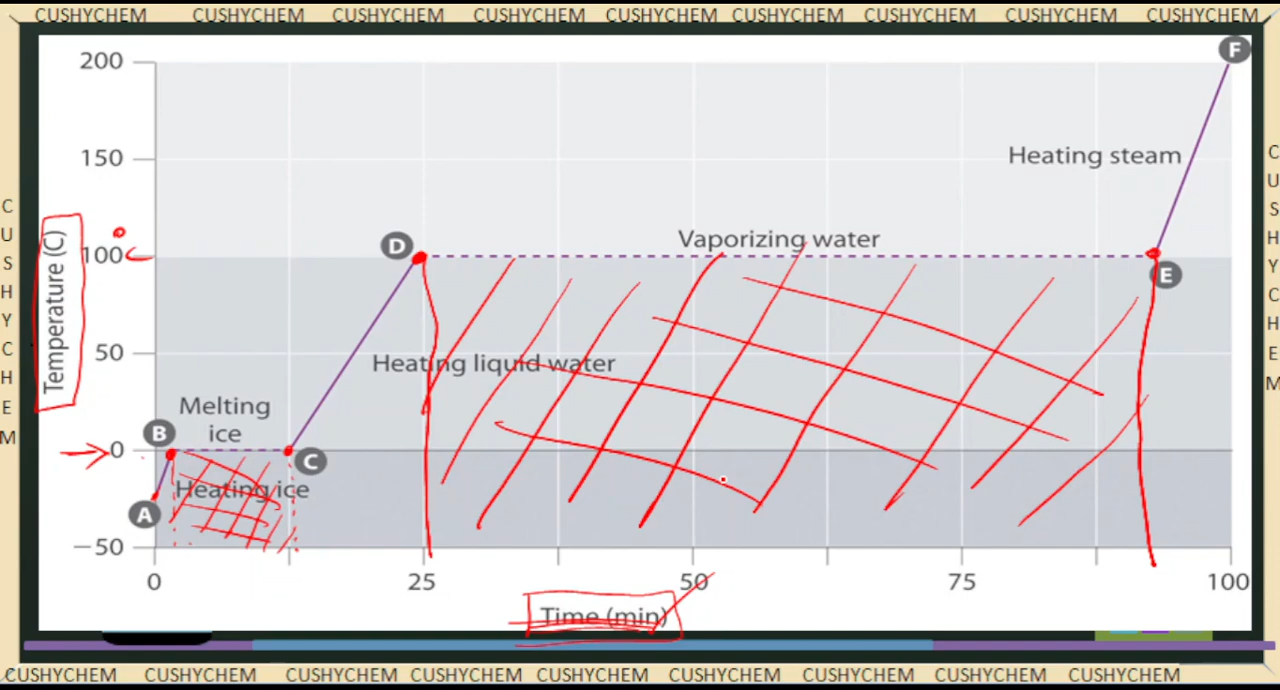 CUSHYCHEM CUSHYCHEM CUSHYCHEM CUSHYCHEM CUSHYCHEM CUSHYCHEM CUSHYCHEM CUSHYCHEM CUSHYCHEM
CUSHYCHEM
200
F
150
Heating steam
Temperature (C)
100
° C
D
Vaporizing water
E
50
Heating liquid water
Melting
ice
B
0
C
Heating ice
A
−50
0 25 50 75 100
Time (min)
CUSHYCHEM
CUSHYCHEM CUSHYCHEM CUSHYCHEM CUSHYCHEM CUSHYCHEM CUSHYCHEM CUSHYCHEM CUSHYCHEM CUSHYCHEM